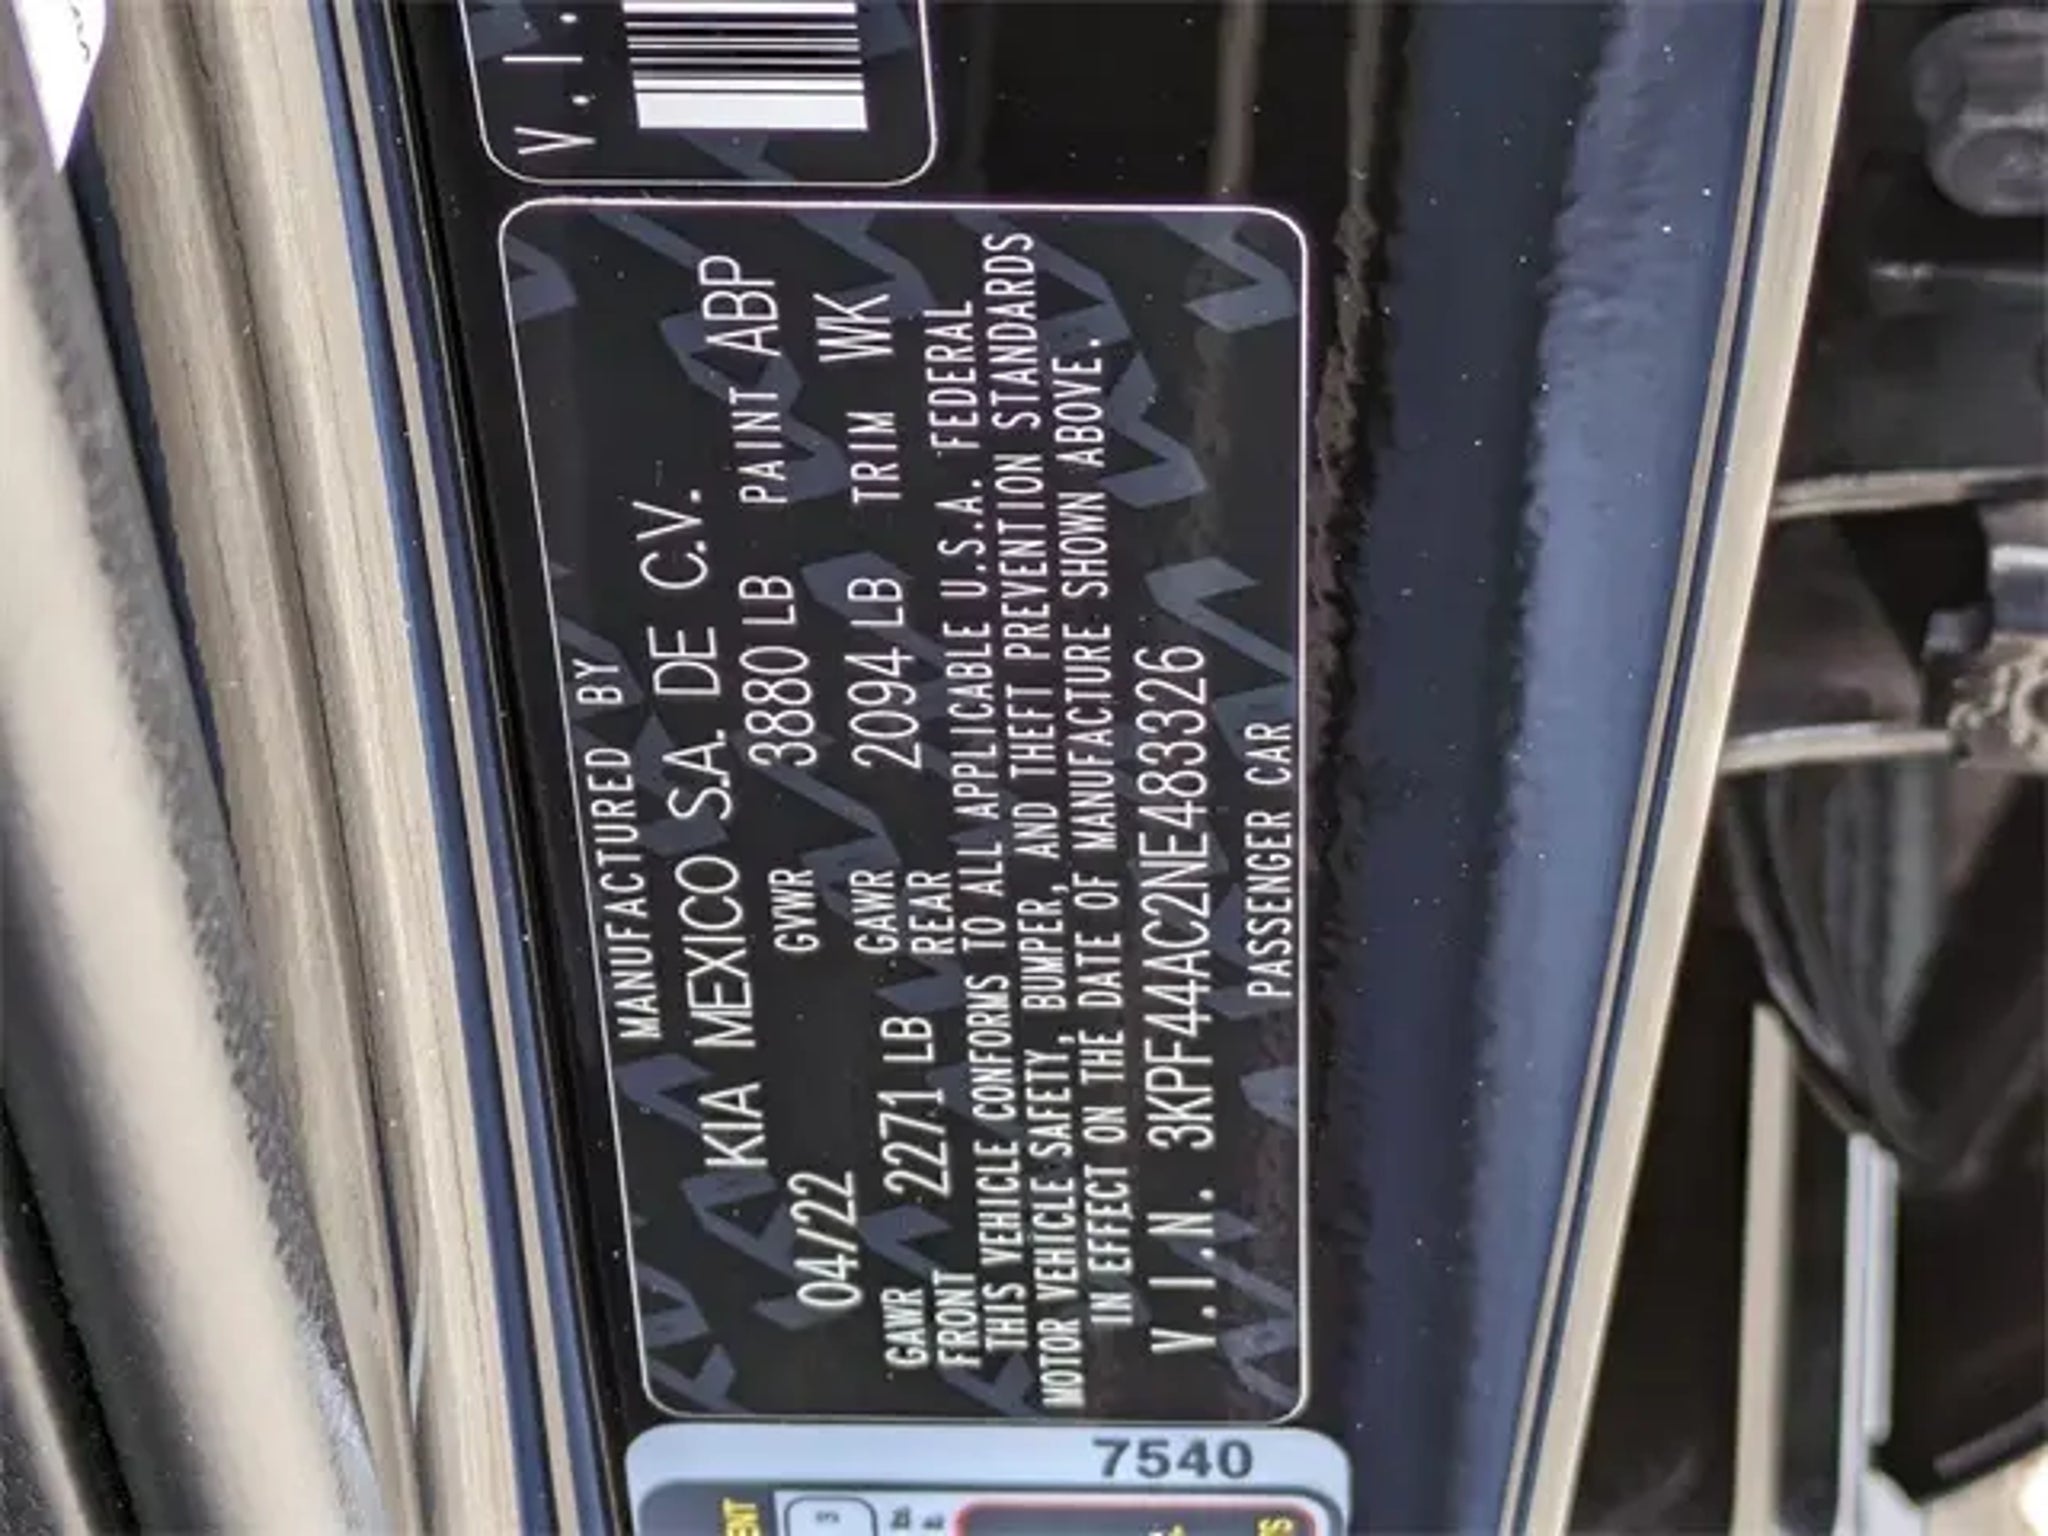 V.I.
MANUFACTURED BY
KIA MEXICO S.A. DE C.V.
04/22 GVWR 3880 LB PAINT ABP
GAWR FRONT 2271 LB GAWR REAR 2094 LB TRIM WK
THIS VEHICLE CONFORMS TO ALL APPLICABLE U.S.A. FEDERAL
MOTOR VEHICLE SAFETY, BUMPER, AND THEFT PREVENTION STANDARDS
IN EFFECT ON THE DATE OF MANUFACTURE SHOWN ABOVE.
V.I.N. 3KPF44AC2NE483326
PASSENGER CAR
7540